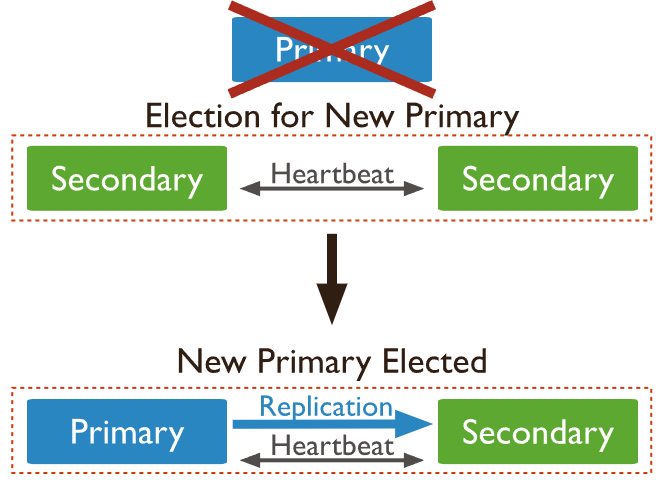 Primary
Election for New Primary
Secondary
Heartbeat
Secondary
New Primary Elected
Primary
Replication
Heartbeat
Secondary